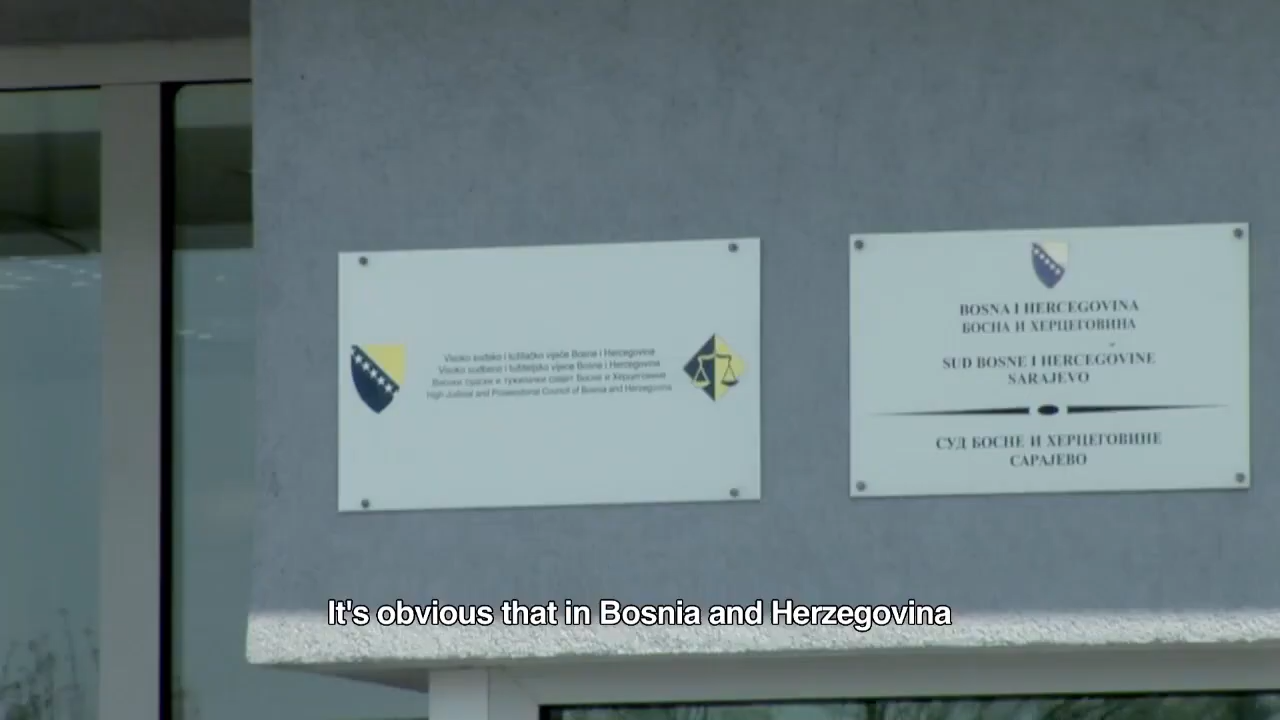 Visoko sudsko i tužilačko vijeće Bosne i Hercegovine
Visoko sudbeno i tužiteljsko vijeće Bosne i Hercegovine
Високи судски и тужилачки савјет Босне и Херцеговине
High Judicial and Prosecutorial Council of Bosnia and Herzegovina
BOSNA I HERCEGOVINA
БОСНА И ХЕРЦЕГОВИНА
SUD BOSNE I HERCEGOVINE
SARAJEVO
СУД БОСНЕ И ХЕРЦЕГОВИНЕ
САРАЈЕВО
It's obvious that in Bosnia and Herzegovina